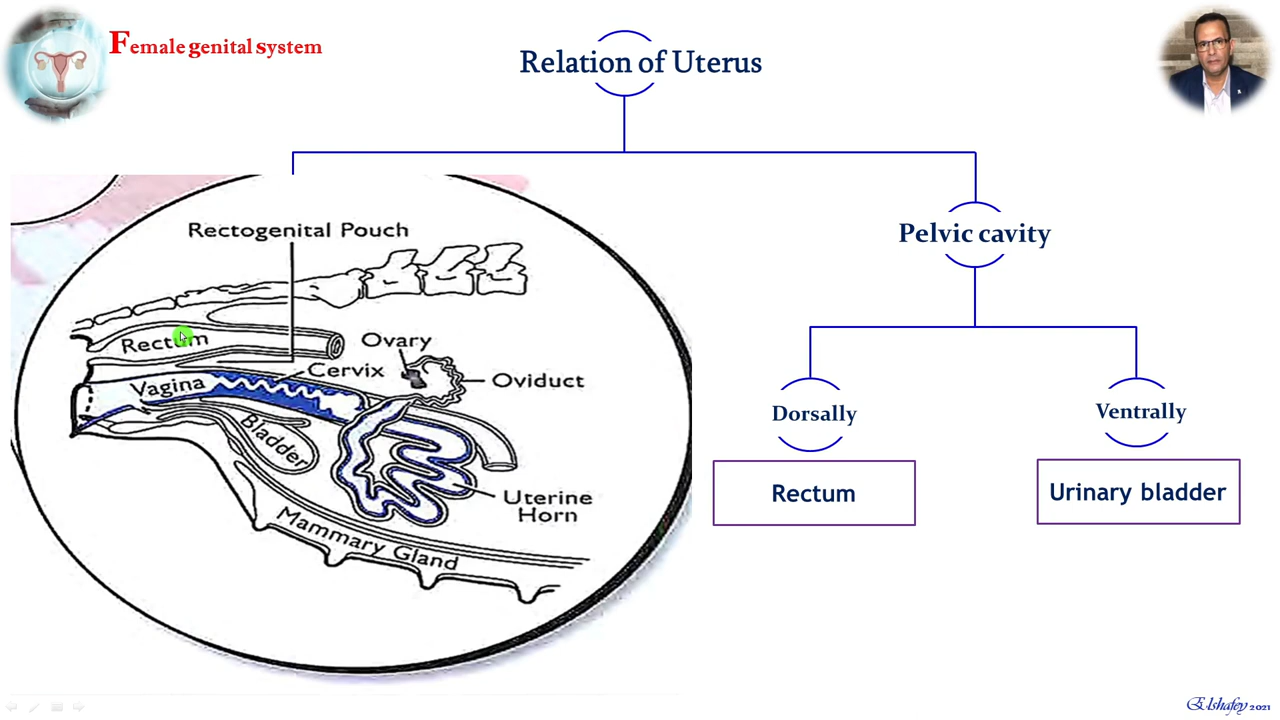 Female genital system
Relation of Uterus
Rectogenital Pouch
Pelvic cavity
Rectum
Ovary
Cervix
Oviduct
Vagina
Bladder
Uterine
Horn
Mammary Gland
Dorsally
Ventrally
Rectum
Urinary bladder
Elshafey 2021